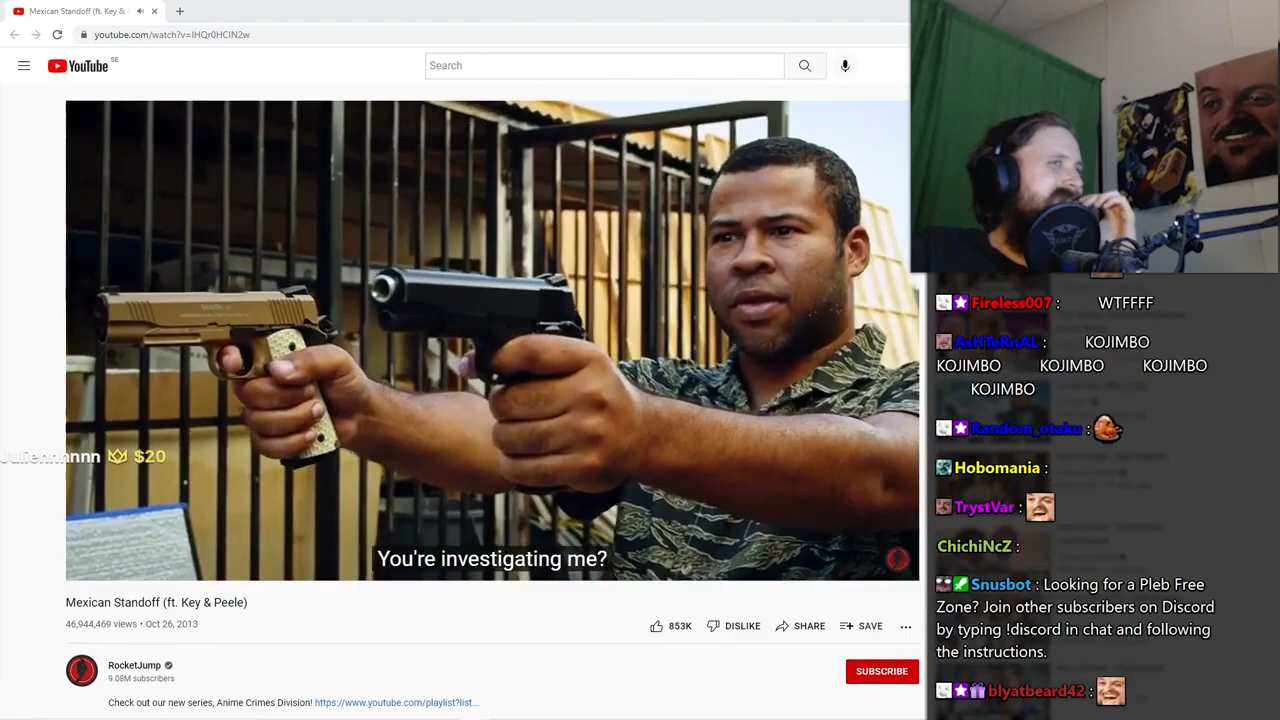 Mexican Standoff (ft. Key & 
youtube.com/watch?v=IHQr0HClN2w
YouTube SE
Search
Juliennnnnn $20
You're investigating me?
Mexican Standoff (ft. Key & Peele)
46,944,469 views • Oct 26, 2013
853K DISLIKE SHARE SAVE
RocketJump
9.08M subscribers
SUBSCRIBE
Check out our new series, Anime Crimes Division! https://www.youtube.com/playlist?list...
Fireless007 : WTFFFF
AsHTeRnAL : KOJIMBO
KOJIMBO KOJIMBO KOJIMBO
KOJIMBO
Random_otaku :
Hobomania :
TrystVar :
ChichiNcZ :
Snusbot : Looking for a Pleb Free
Zone? Join other subscribers on Discord
by typing !discord in chat and following
the instructions.
blyatbeard42 :